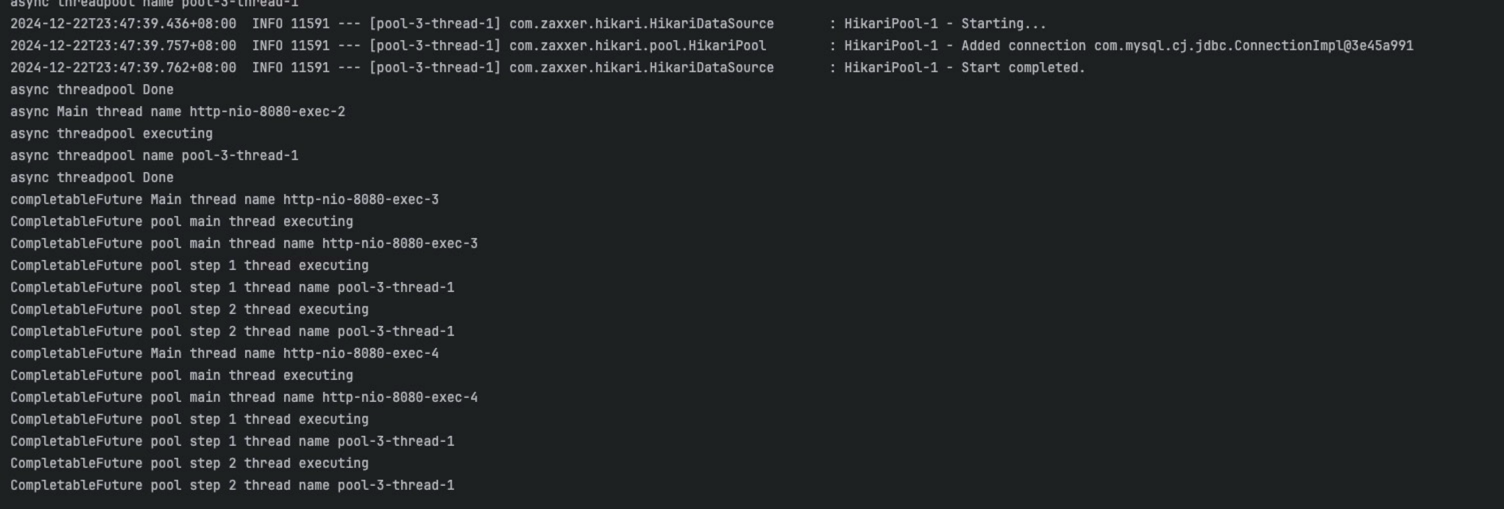 async threadpool name pool-3-thread-1
2024-12-22T23:47:39.436+08:00  INFO 11591 --- [pool-3-thread-1] com.zaxxer.hikari.HikariDataSource       : HikariPool-1 - Starting...
2024-12-22T23:47:39.757+08:00  INFO 11591 --- [pool-3-thread-1] com.zaxxer.hikari.pool.HikariPool        : HikariPool-1 - Added connection com.mysql.cj.jdbc.ConnectionImpl@3e45a991
2024-12-22T23:47:39.762+08:00  INFO 11591 --- [pool-3-thread-1] com.zaxxer.hikari.HikariDataSource       : HikariPool-1 - Start completed.
async threadpool Done
async Main thread name http-nio-8080-exec-2
async threadpool executing
async threadpool name pool-3-thread-1
async threadpool Done
completableFuture Main thread name http-nio-8080-exec-3
CompletableFuture pool main thread executing
CompletableFuture pool main thread name http-nio-8080-exec-3
CompletableFuture pool step 1 thread executing
CompletableFuture pool step 1 thread name pool-3-thread-1
CompletableFuture pool step 2 thread executing
CompletableFuture pool step 2 thread name pool-3-thread-1
completableFuture Main thread name http-nio-8080-exec-4
CompletableFuture pool main thread executing
CompletableFuture pool main thread name http-nio-8080-exec-4
CompletableFuture pool step 1 thread executing
CompletableFuture pool step 1 thread name pool-3-thread-1
CompletableFuture pool step 2 thread executing
CompletableFuture pool step 2 thread name pool-3-thread-1